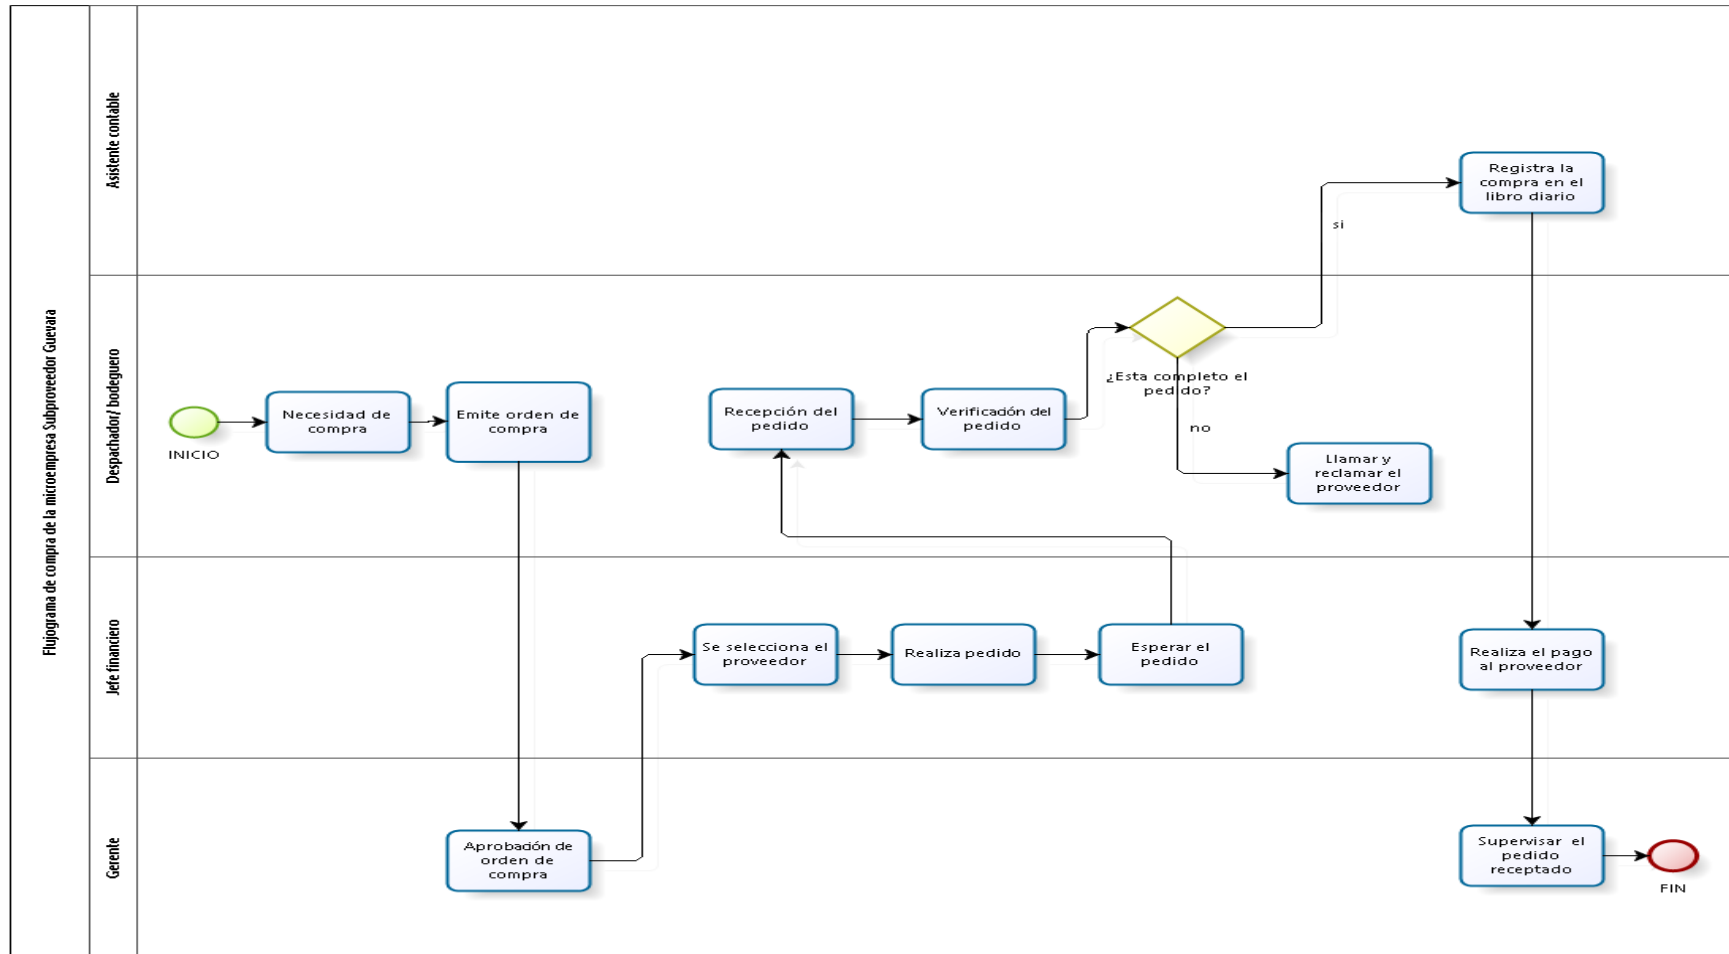 Flujograma de compra de la microempresa Subproveedor Guevara
Asistente contable
Registra la
compra en el
libro diario
si
Despachador/ bodeguero
INICIO
Necesidad de
compra
Emite orden de
compra
Recepción del
pedido
Verificación del
pedido
¿Esta completo el
pedido?
no
Llamar y
reclamar el
proveedor
Jefe financiero
Se selecciona el
proveedor
Realiza pedido
Esperar el
pedido
Realiza el pago
al proveedor
Gerente
Aprobación de
orden de
compra
Supervisar el
pedido
receptado
FIN